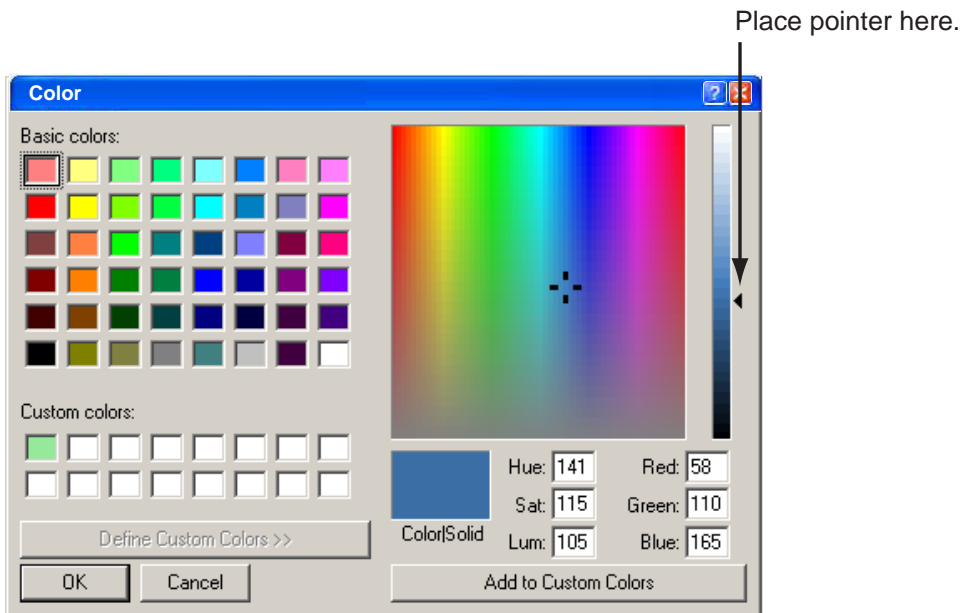 Place pointer here.
Color
Basic colors:
Custom colors:
Define Custom Colors >>
OK
Cancel
Color|Solid
Hue: 141
Sat: 115
Lum: 105
Red: 58
Green: 110
Blue: 165
Add to Custom Colors